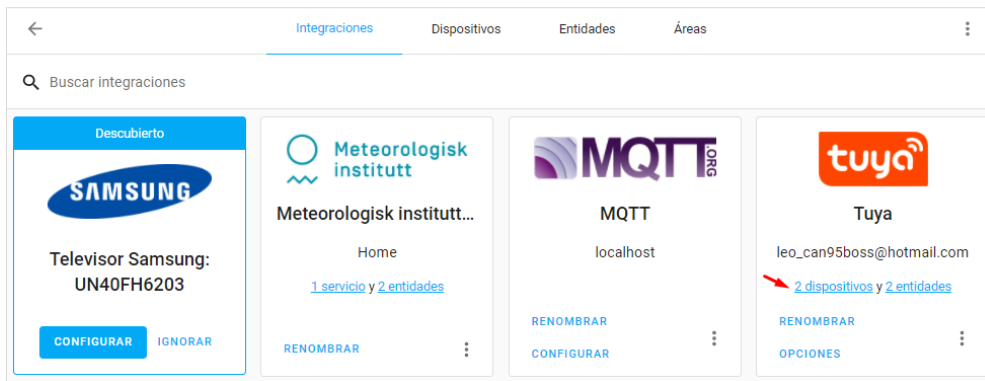 Integraciones Dispositivos Entidades Áreas
Buscar integraciones
Descubierto
SAMSUNG
Televisor Samsung:
UN40FH6203
CONFIGURAR IGNORAR
Meteorologisk
institutt
Meteorologisk institutt...
Home
1 servicio y 2 entidades
RENOMBRAR
MQTT.ORG
MQTT
localhost
RENOMBRAR
CONFIGURAR
tuya
Tuya
leo_can95boss@hotmail.com
2 dispositivos y 2 entidades
RENOMBRAR
OPCIONES